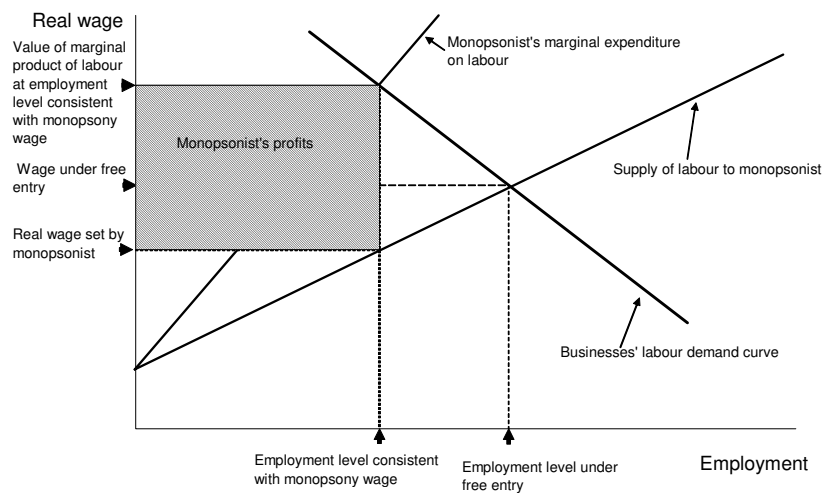 Real wage
Value of marginal
product of labour
at employment
level consistent
with monopsony
wage
Wage under free
entry
Real wage set by
monopsonist
Monopsonist's profits
Monopsonist's marginal expenditure
on labour
Supply of labour to monopsonist
Businesses' labour demand curve
Employment level consistent
with monopsony wage
Employment level under
free entry
Employment